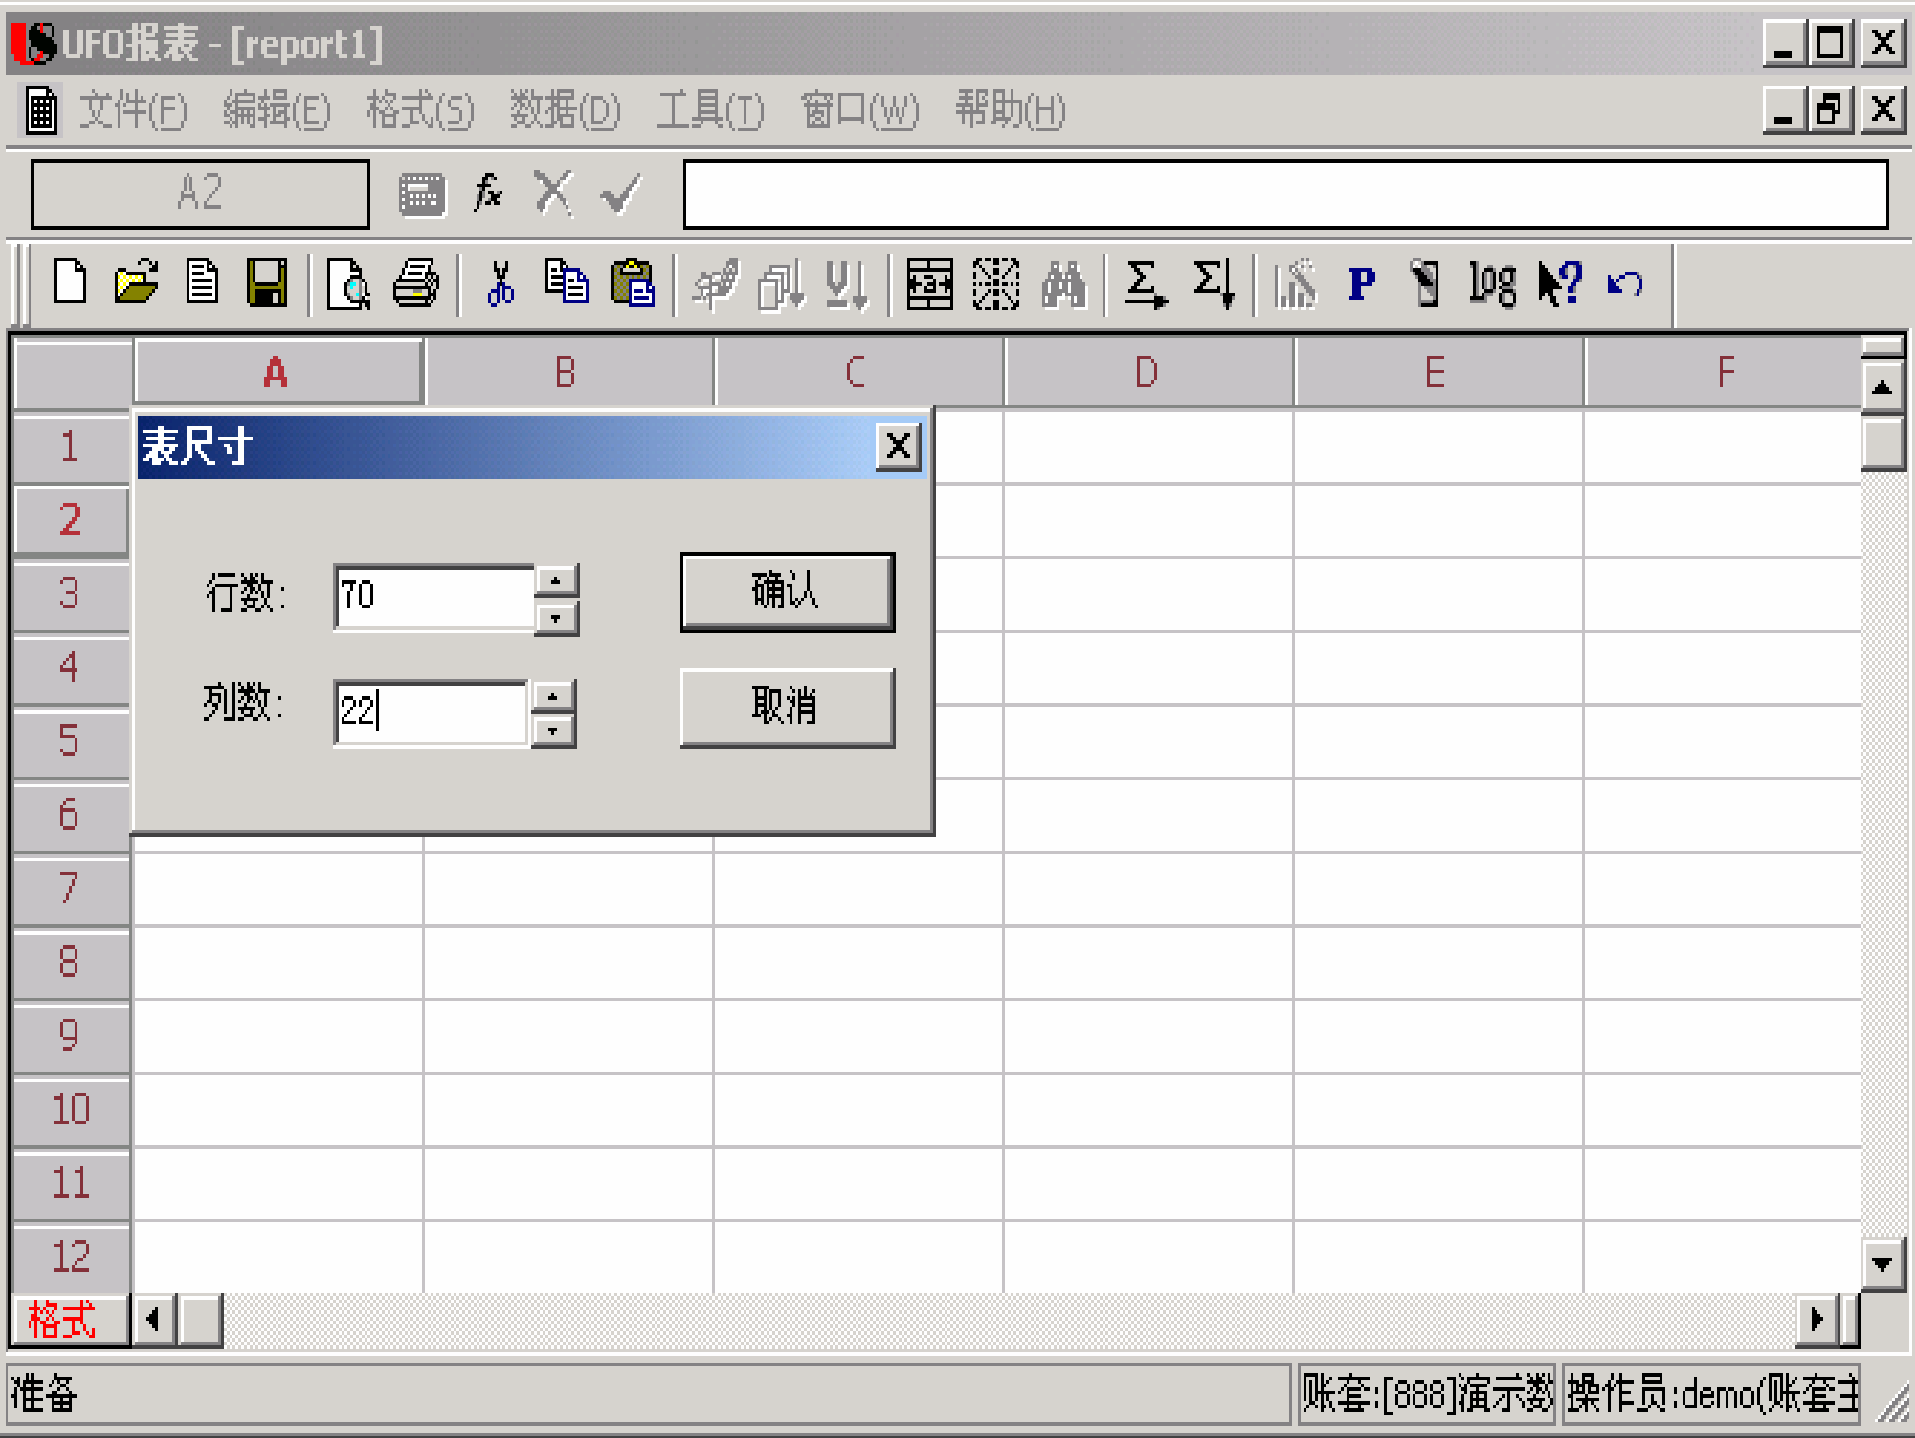 UFO报表 - [report1]
文件(F) 编辑(E) 格式(S) 数据(D) 工具(T) 窗口(W) 帮助(H)
A2 fx
Σ Σ P log ?
A B C D E F
表尺寸
1
2
行数: 70 确认
3
4
列数: 22 取消
5
6
7
8
9
10
11
12
格式
准备 账套:[888]演示数 操作员:demo(账套主